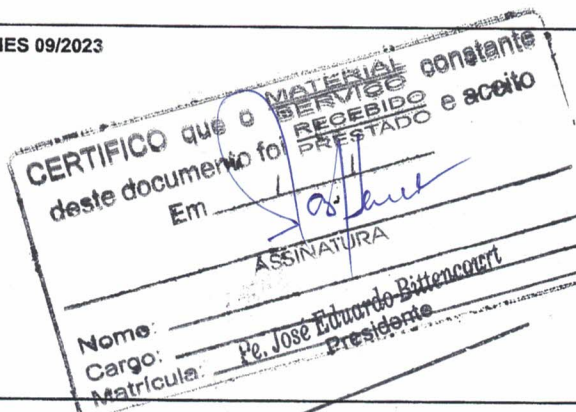 MES 09/2023
CERTIFICO que o MATERIAL SERVIÇO constante
deste documento foi RECEBIDO PRESTADO e aceito
Em / /
ASSINATURA
Nome:
Cargo:
Matrícula:
Pe. José Eduardo Bittencourt
Presidente